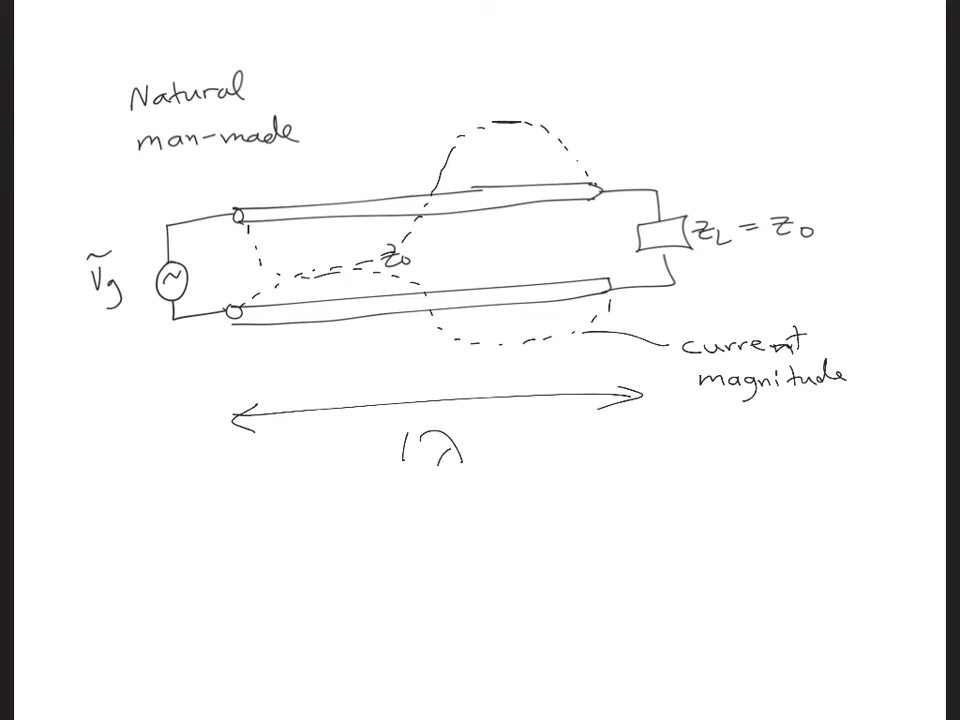 Natural
man-made
Z0
ZL = Z0
Ṽg
current
magnitude
1λ